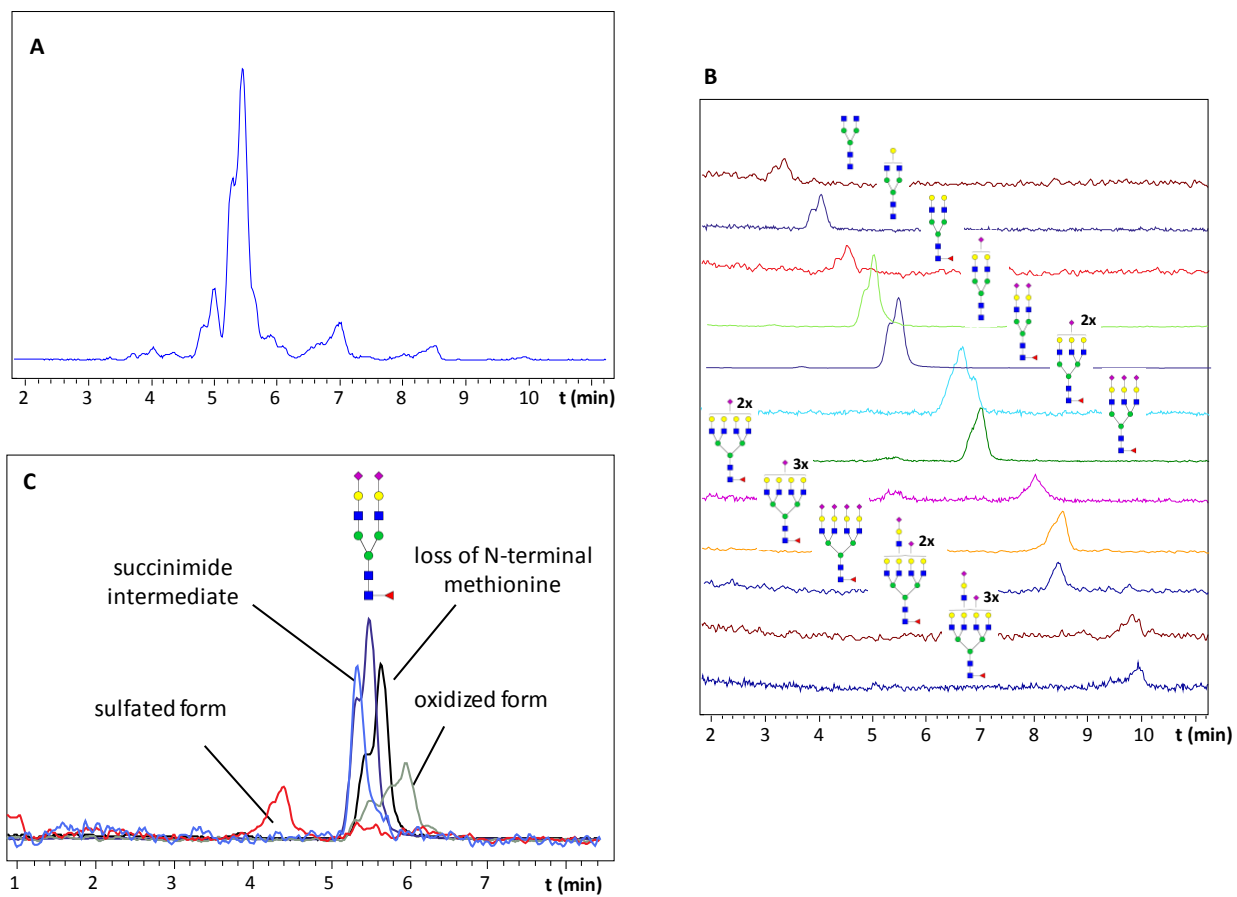 A
2 3 4 5 6 7 8 9 10 t (min)
B
2x
2x
3x
2x
3x
2 3 4 5 6 7 8 9 10 t (min)
C
succinimide
intermediate
loss of N-terminal
methionine
sulfated form
oxidized form
1 2 3 4 5 6 7 t (min)